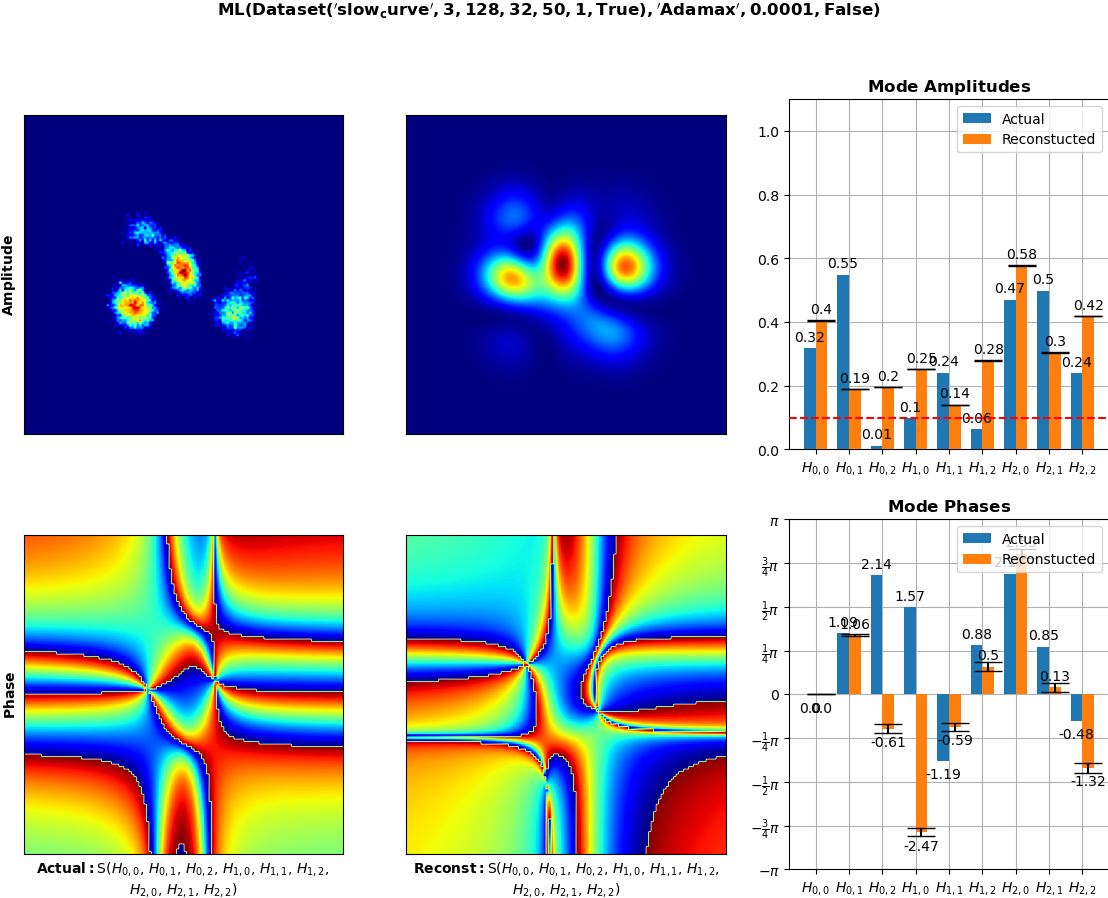 ML(Dataset('slow_curve', 3, 128, 32, 50, 1, True), 'Adamax', 0.0001, False)
Amplitude
Mode Amplitudes
Actual
Reconstucted
1.0
0.8
0.6
0.4
0.2
0.0
0.32
0.4
0.55
0.19
0.01
0.2
0.1
0.25
0.24
0.14
0.06
0.28
0.47
0.58
0.5
0.3
0.24
0.42
H0,0 H0,1 H0,2 H1,0 H1,1 H1,2 H2,0 H2,1 H2,2
Phase
Mode Phases
Actual
Reconstucted
π
3/4π
1/2π
1/4π
0
−1/4π
−1/2π
−3/4π
−π
0.0
0.0
1.09
1.06
2.14
-0.61
1.57
-2.47
-1.19
-0.59
0.88
0.5
0.85
0.13
-0.48
-1.32
H0,0 H0,1 H0,2 H1,0 H1,1 H1,2 H2,0 H2,1 H2,2
Actual: S(H0,0, H0,1, H0,2, H1,0, H1,1, H1,2,
H2,0, H2,1, H2,2)
Reconst: S(H0,0, H0,1, H0,2, H1,0, H1,1, H1,2,
H2,0, H2,1, H2,2)